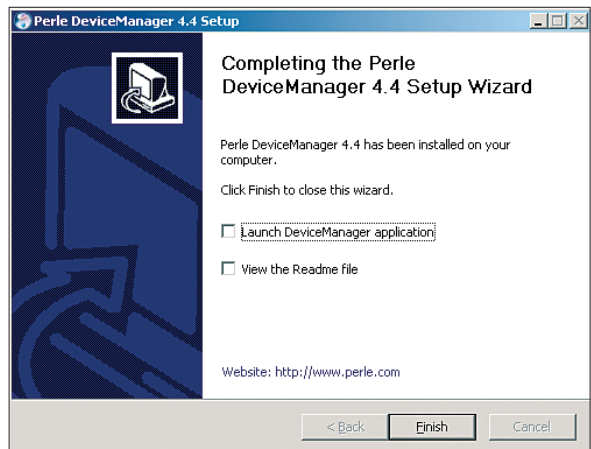 Perle DeviceManager 4.4 Setup
Completing the Perle
DeviceManager 4.4 Setup Wizard
Perle DeviceManager 4.4 has been installed on your
computer.
Click Finish to close this wizard.
Launch DeviceManager application
View the Readme file
Website: http://www.perle.com
< Back Finish Cancel